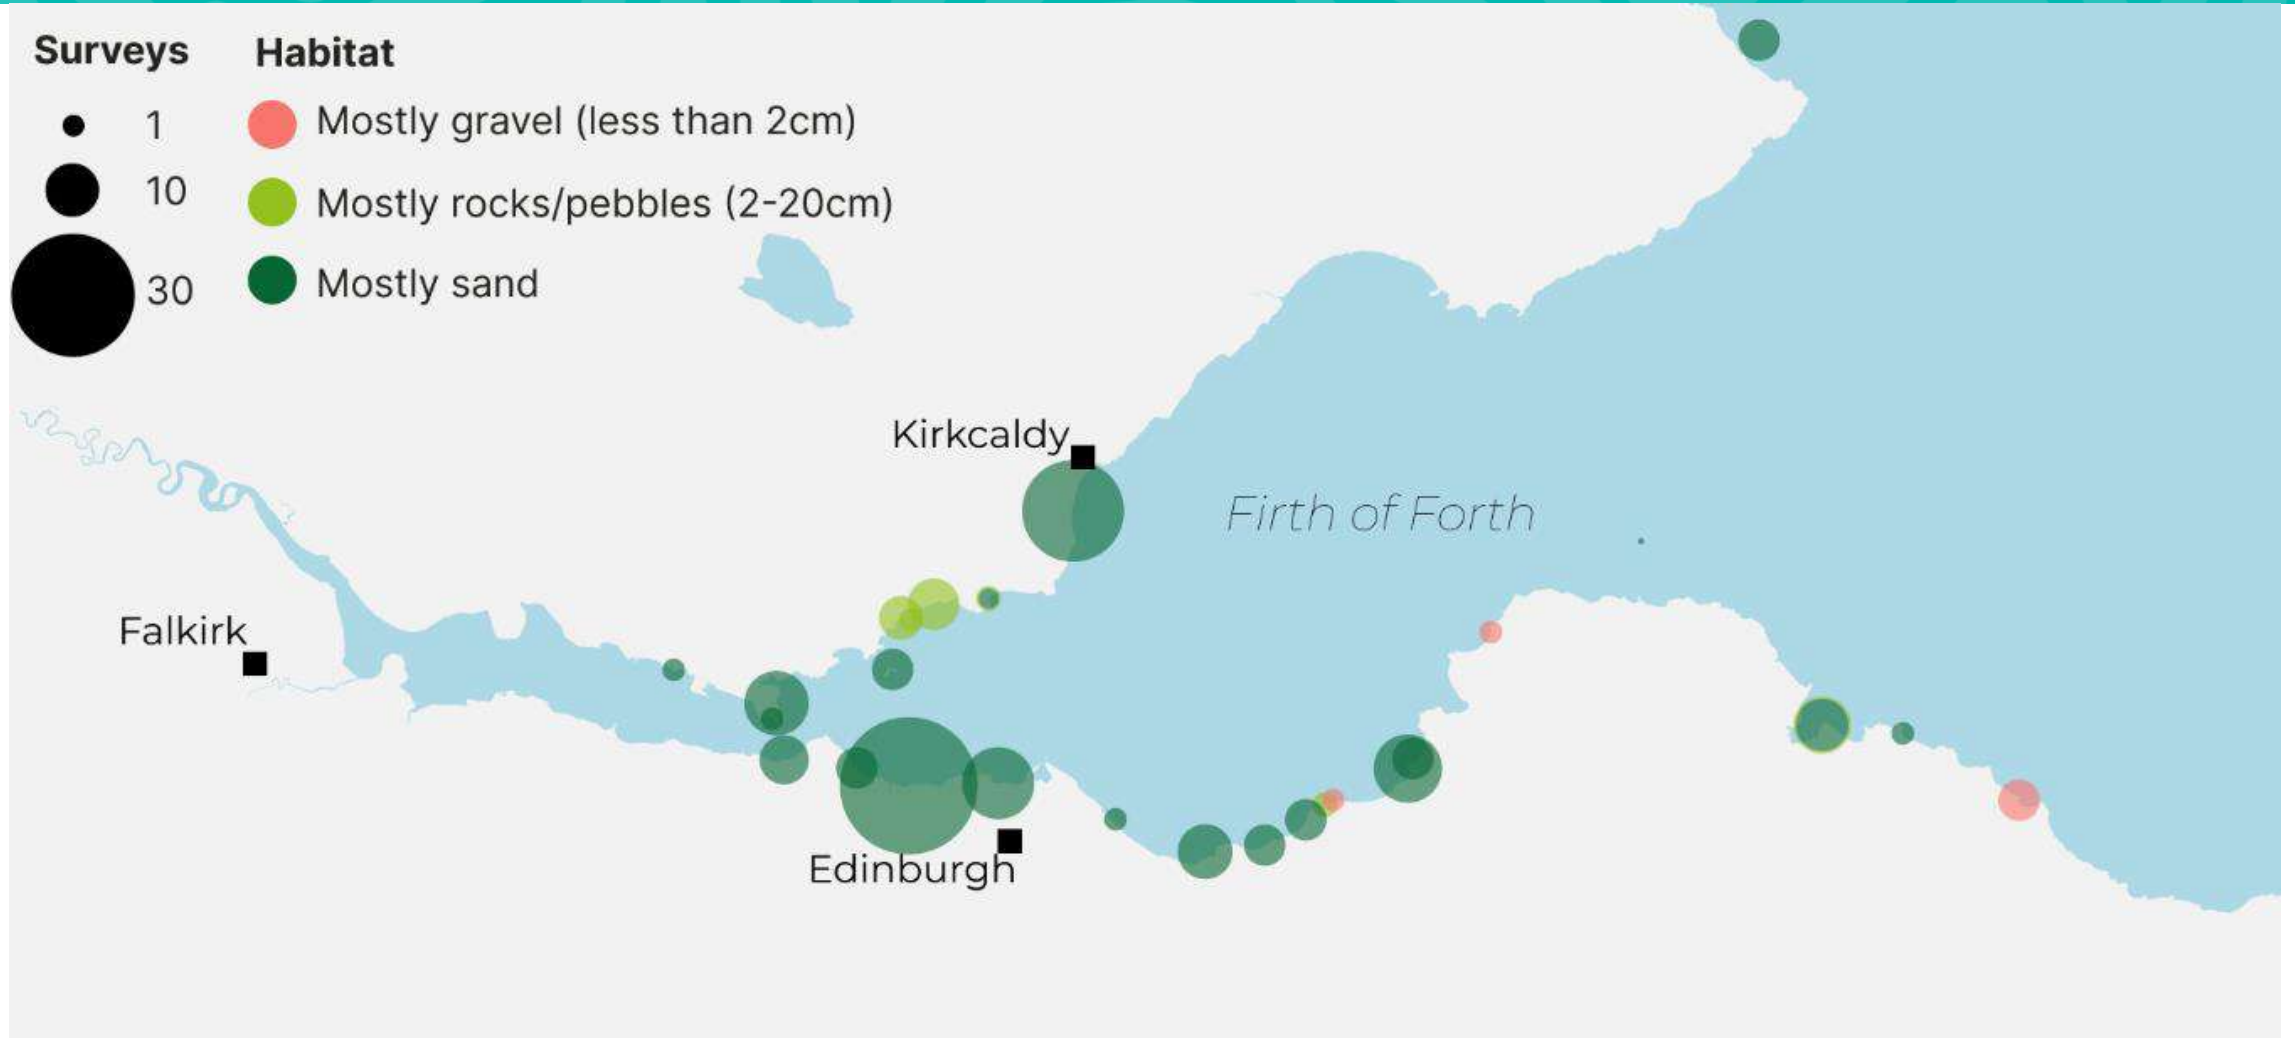 Surveys
1
10
30
Habitat
Mostly gravel (less than 2cm)
Mostly rocks/pebbles (2-20cm)
Mostly sand
Kirkcaldy
Firth of Forth
Falkirk
Edinburgh